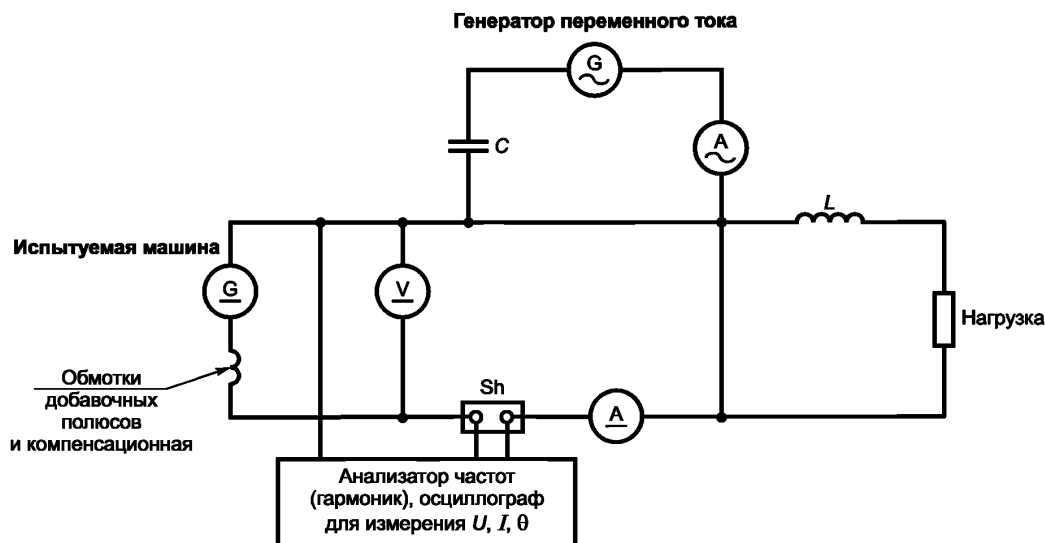 Генератор переменного тока
G
A
C
L
Испытуемая машина
G
V
Нагрузка
Обмотки
добавочных
полюсов
и компенсационная
Sh
A
Анализатор частот
(гармоник), осциллограф
для измерения U, I, θ